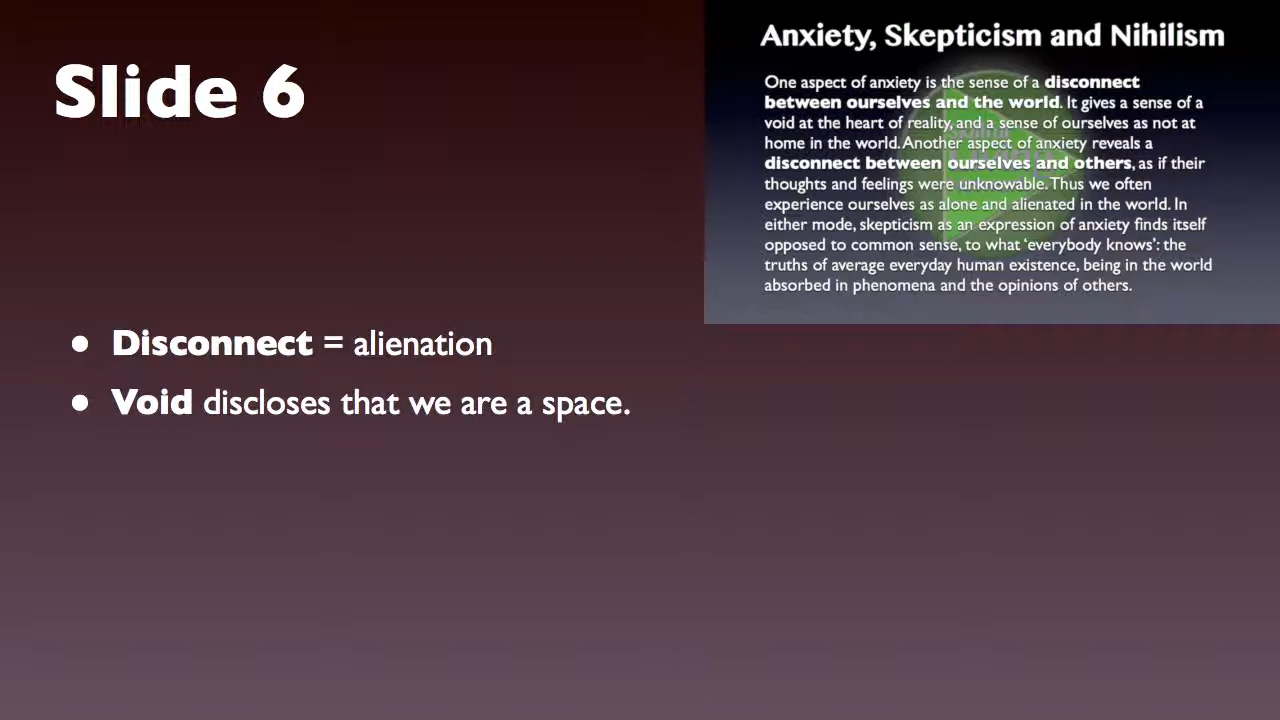 Slide 6
• Disconnect = alienation
• Void discloses that we are a space.
Anxiety, Skepticism and Nihilism
One aspect of anxiety is the sense of a disconnect
between ourselves and the world. It gives a sense of a
void at the heart of reality, and a sense of ourselves as not at
home in the world. Another aspect of anxiety reveals a
disconnect between ourselves and others, as if their
thoughts and feelings were unknowable. Thus we often
experience ourselves as alone and alienated in the world. In
either mode, skepticism as an expression of anxiety finds itself
opposed to common sense, to what ‘everybody knows’: the
truths of average everyday human existence, being in the world
absorbed in phenomena and the opinions of others.